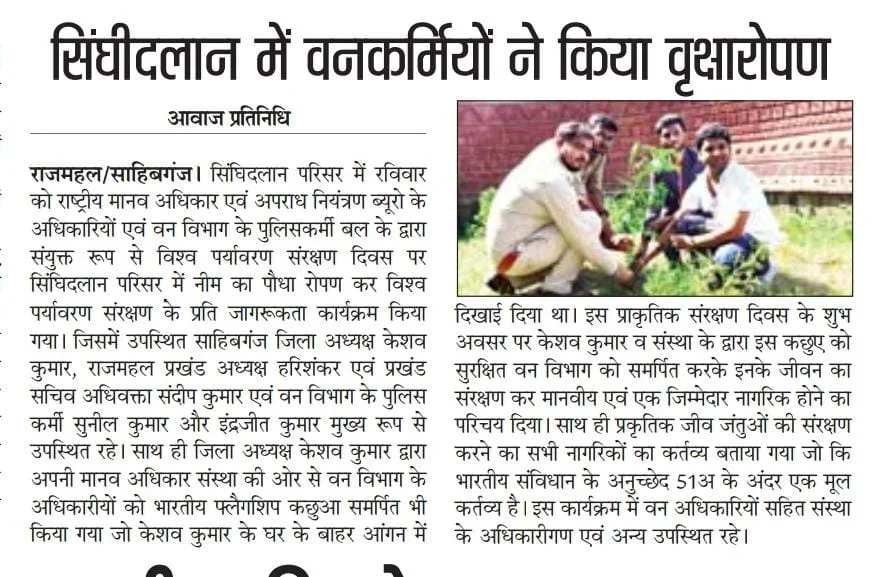 सिंघीदलान में वनकर्मियों ने किया वृक्षारोपण
आवाज प्रतिनिधि
राजमहल/साहिबगंज। सिंघिदलान परिसर में रविवार
को राष्ट्रीय मानव अधिकार एवं अपराध नियंत्रण ब्यूरो के
अधिकारियों एवं वन विभाग के पुलिसकर्मी बल के द्वारा
संयुक्त रूप से विश्व पर्यावरण संरक्षण दिवस पर
सिंघिदलान परिसर में नीम का पौधा रोपण कर विश्व
पर्यावरण संरक्षण के प्रति जागरूकता कार्यक्रम किया
गया। जिसमें उपस्थित साहिबगंज जिला अध्यक्ष केशव
कुमार, राजमहल प्रखंड अध्यक्ष हरिशंकर एवं प्रखंड
सचिव अधिवक्ता संदीप कुमार एवं वन विभाग के पुलिस
कर्मी सुनील कुमार और इंद्रजीत कुमार मुख्य रूप से
उपस्थित रहे। साथ ही जिला अध्यक्ष केशव कुमार द्वारा
अपनी मानव अधिकार संस्था की ओर से वन विभाग के
अधिकारीयों को भारतीय फ्लैगशिप कछुआ समर्पित भी
किया गया जो केशव कुमार के घर के बाहर आंगन में
दिखाई दिया था। इस प्राकृतिक संरक्षण दिवस के शुभ
अवसर पर केशव कुमार व संस्था के द्वारा इस कछुए को
सुरक्षित वन विभाग को समर्पित करके इनके जीवन का
संरक्षण कर मानवीय एवं एक जिम्मेदार नागरिक होने का
परिचय दिया। साथ ही प्रकृतिक जीव जंतुओं की संरक्षण
करने का सभी नागरिकों का कर्तव्य बताया गया जो कि
भारतीय संविधान के अनुच्छेद 51अ के अंदर एक मूल
कर्तव्य है। इस कार्यक्रम में वन अधिकारियों सहित संस्था
के अधिकारीगण एवं अन्य उपस्थित रहे।